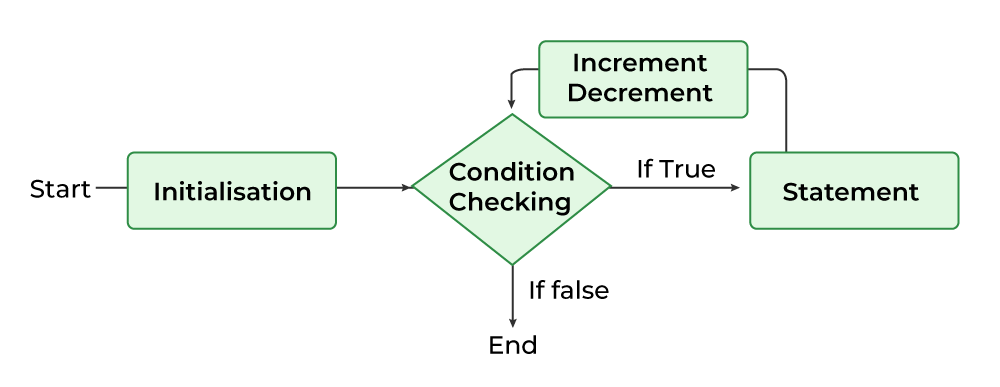 Increment
Decrement
Start
Initialisation
Condition
Checking
If True
Statement
If false
End